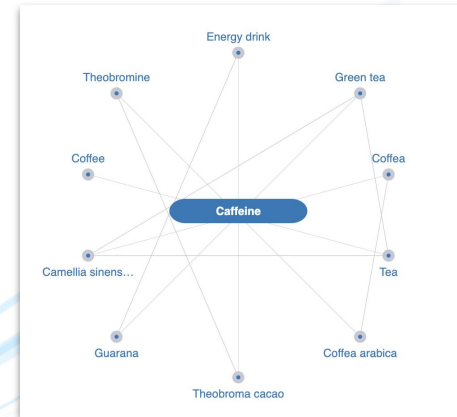 Energy drink
Theobromine
Green tea
Coffee
Coffea
Caffeine
Camellia sinens…
Tea
Guarana
Coffea arabica
Theobroma cacao